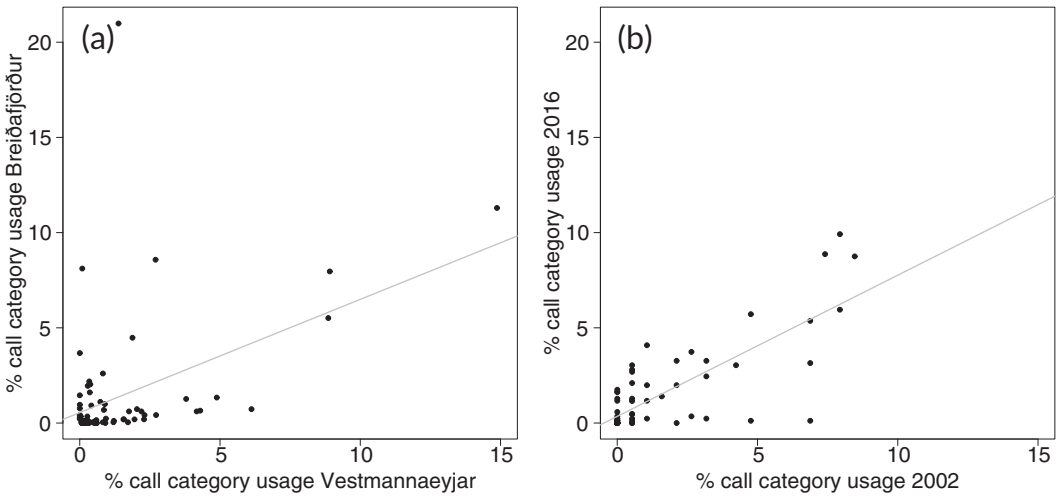 (a)
20
15
10
5
0
0 5 10 15
% call category usage Breiðafjörður
% call category usage Vestmannaeyjar
(b)
20
15
10
5
0
0 5 10 15
% call category usage 2016
% call category usage 2002